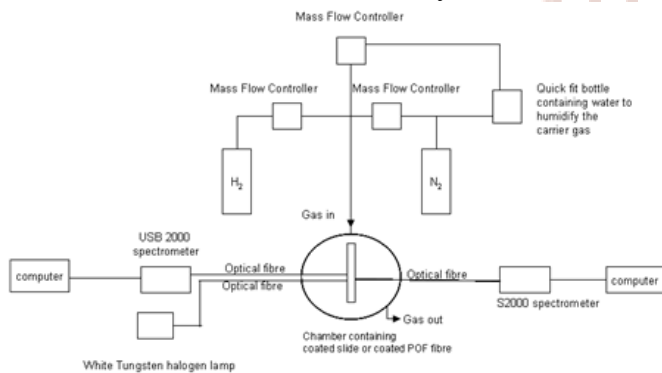 Mass Flow Controller
Mass Flow Controller
Mass Flow Controller
Quick fit bottle
containing water to
humidify the
carrier gas
H2
N2
Gas in
USB 2000
spectrometer
computer
Optical fibre
Optical fibre
Optical fibre
computer
S2000 spectrometer
Gas out
Chamber containing
coated slide or coated POF fibre
White Tungsten halogen lamp